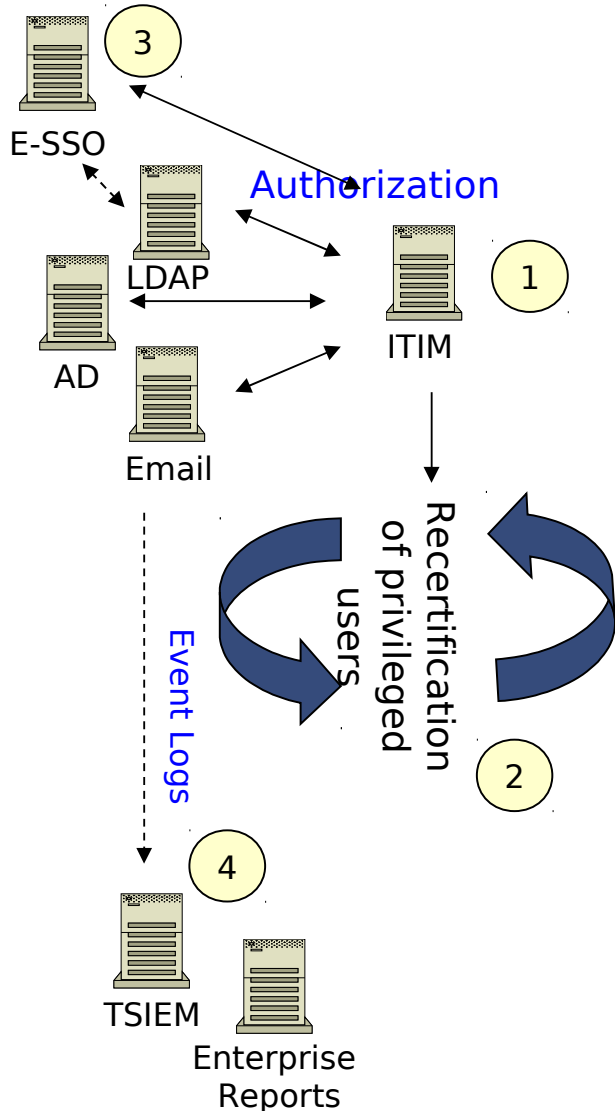 3
E-SSO
Authorization
LDAP
1
AD
ITIM
Email
Recertification
of privileged
users
Event Logs
2
4
TSIEM
Enterprise
Reports